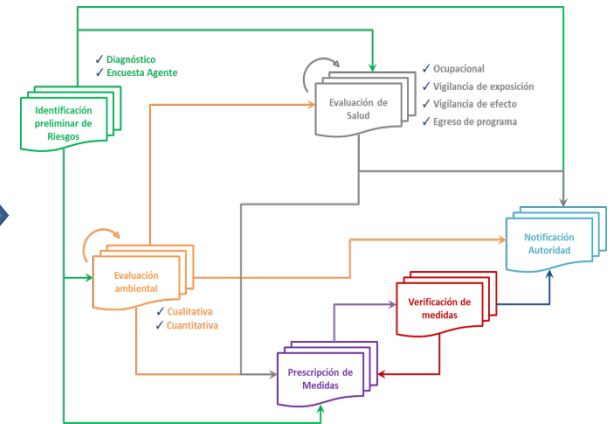 ✓ Diagnóstico
✓ Encuesta Agente
Identificación
preliminar de
Riesgos
Evaluación de
Salud
✓ Ocupacional
✓ Vigilancia de exposición
✓ Vigilancia de efecto
✓ Egreso de programa
Notificación
Autoridad
Evaluación
ambiental
✓ Cualitativa
✓ Cuantitativa
Verificación de
medidas
Prescripción de
Medidas